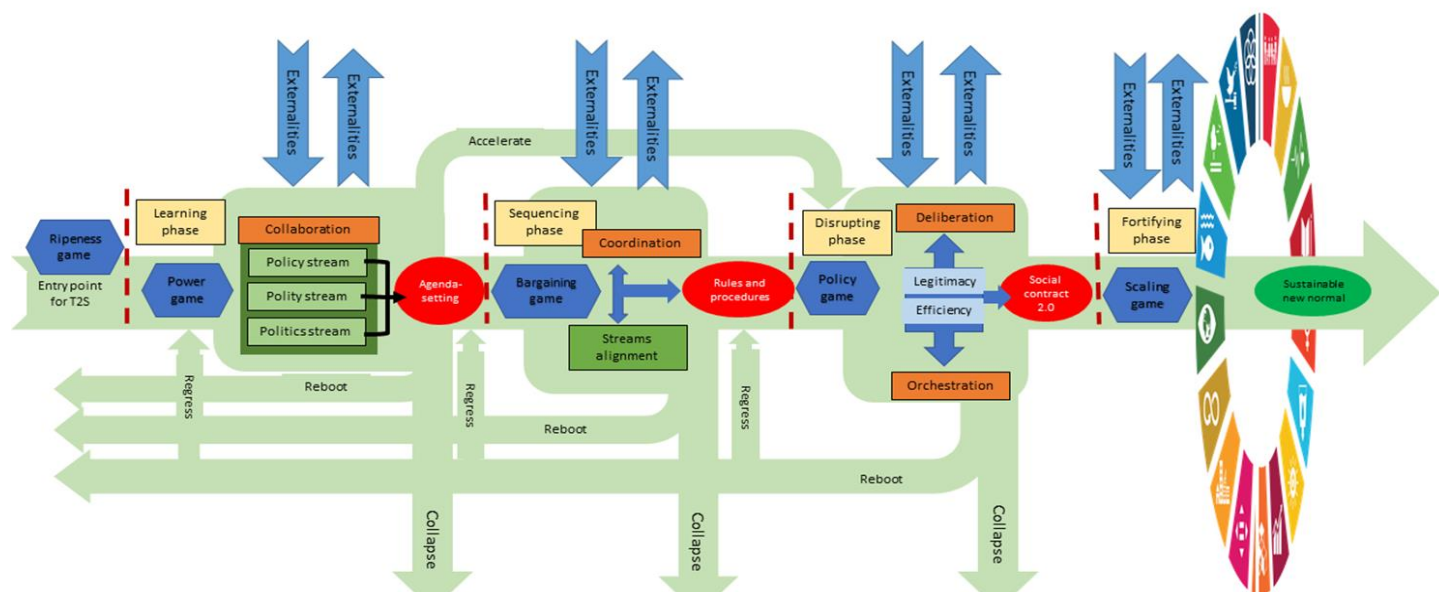 Externalities
Externalities
Externalities
Externalities
Externalities
Externalities
Externalities
Externalities
Accelerate
Ripeness
game
Entry point
for T2S
Learning
phase
Power
game
Collaboration
Policy stream
Polity stream
Politics stream
Agenda-
setting
Sequencing
phase
Bargaining
game
Coordination
Streams
alignment
Rules and
procedures
Disrupting
phase
Policy
game
Deliberation
Legitimacy
Efficiency
Orchestration
Social
contract
2.0
Fortifying
phase
Scaling
game
Sustainable
new normal
Regress
Reboot
Regress
Reboot
Regress
Reboot
Collapse
Collapse
Collapse